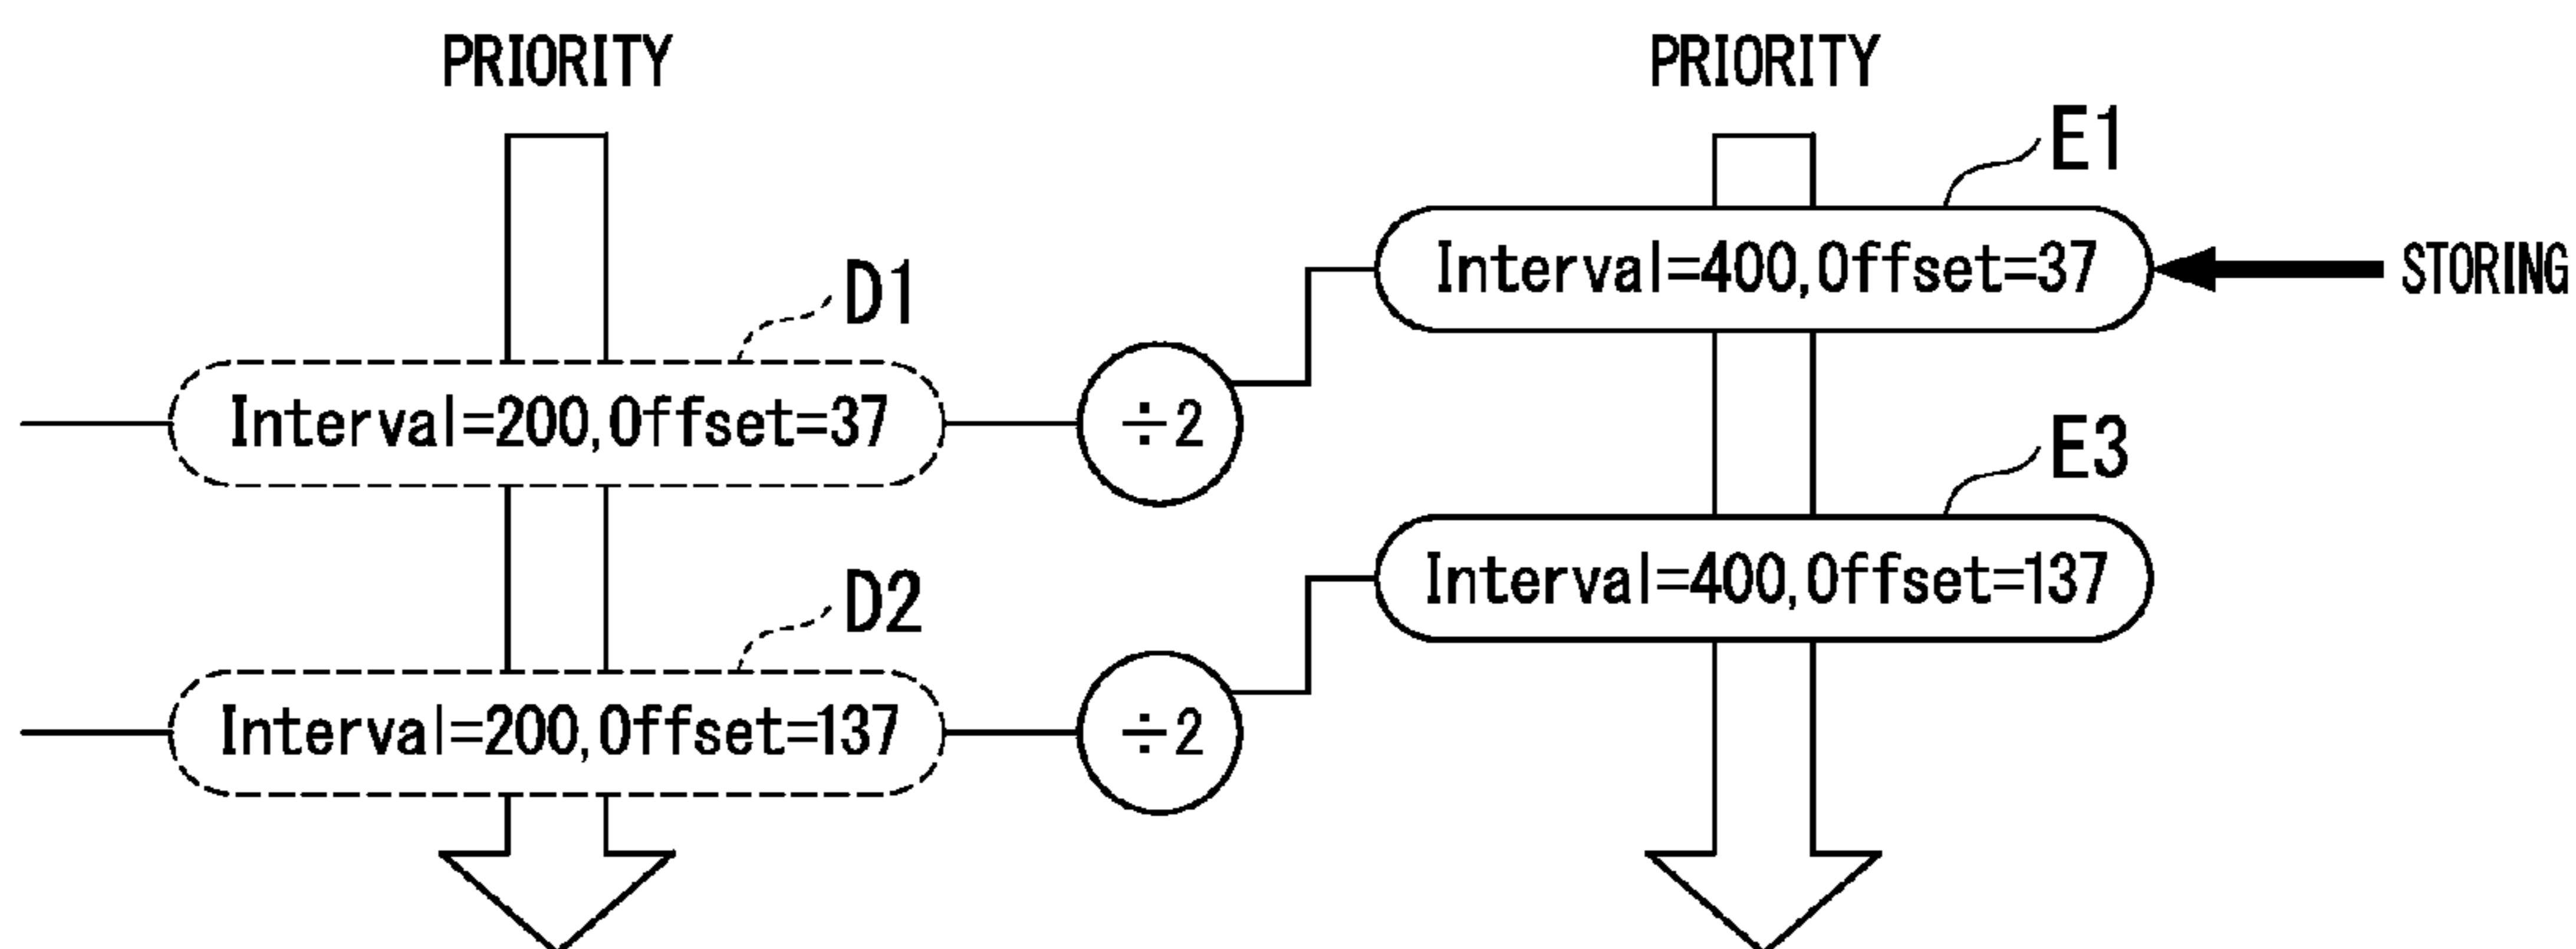 PRIORITY
PRIORITY
E1
Interval=400,Offset=37
STORING
D1
Interval=200,Offset=37
÷2
E3
Interval=400,Offset=137
D2
Interval=200,Offset=137
÷2